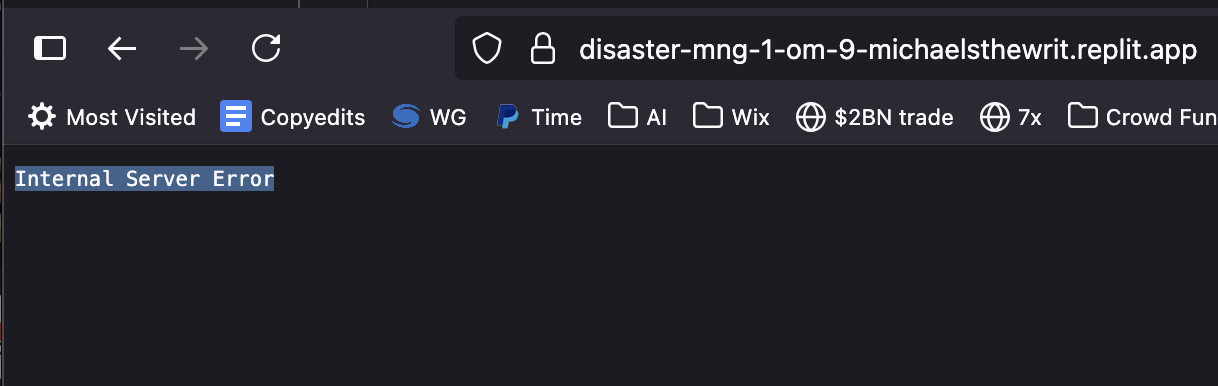 disaster-mng-1-om-9-michaelsthewrit.replit.app
Most Visited Copyedits WG Time AI Wix $2BN trade 7x Crowd Fun
Internal Server Error